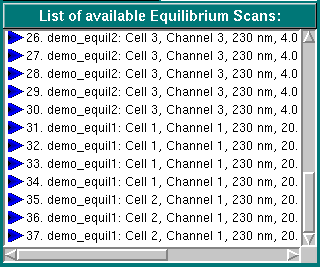 List of available Equilibrium Scans:
26. demo_equil2: Cell 3, Channel 3, 230 nm, 4.0
27. demo_equil2: Cell 3, Channel 3, 230 nm, 4.0
28. demo_equil2: Cell 3, Channel 3, 230 nm, 4.0
29. demo_equil2: Cell 3, Channel 3, 230 nm, 4.0
30. demo_equil2: Cell 3, Channel 3, 230 nm, 4.0
31. demo_equil1: Cell 1, Channel 1, 230 nm, 20.
32. demo_equil1: Cell 1, Channel 1, 230 nm, 20.
33. demo_equil1: Cell 1, Channel 1, 230 nm, 20.
34. demo_equil1: Cell 1, Channel 1, 230 nm, 20.
35. demo_equil1: Cell 2, Channel 1, 230 nm, 20.
36. demo_equil1: Cell 2, Channel 1, 230 nm, 20.
37. demo_equil1: Cell 2, Channel 1, 230 nm, 20.